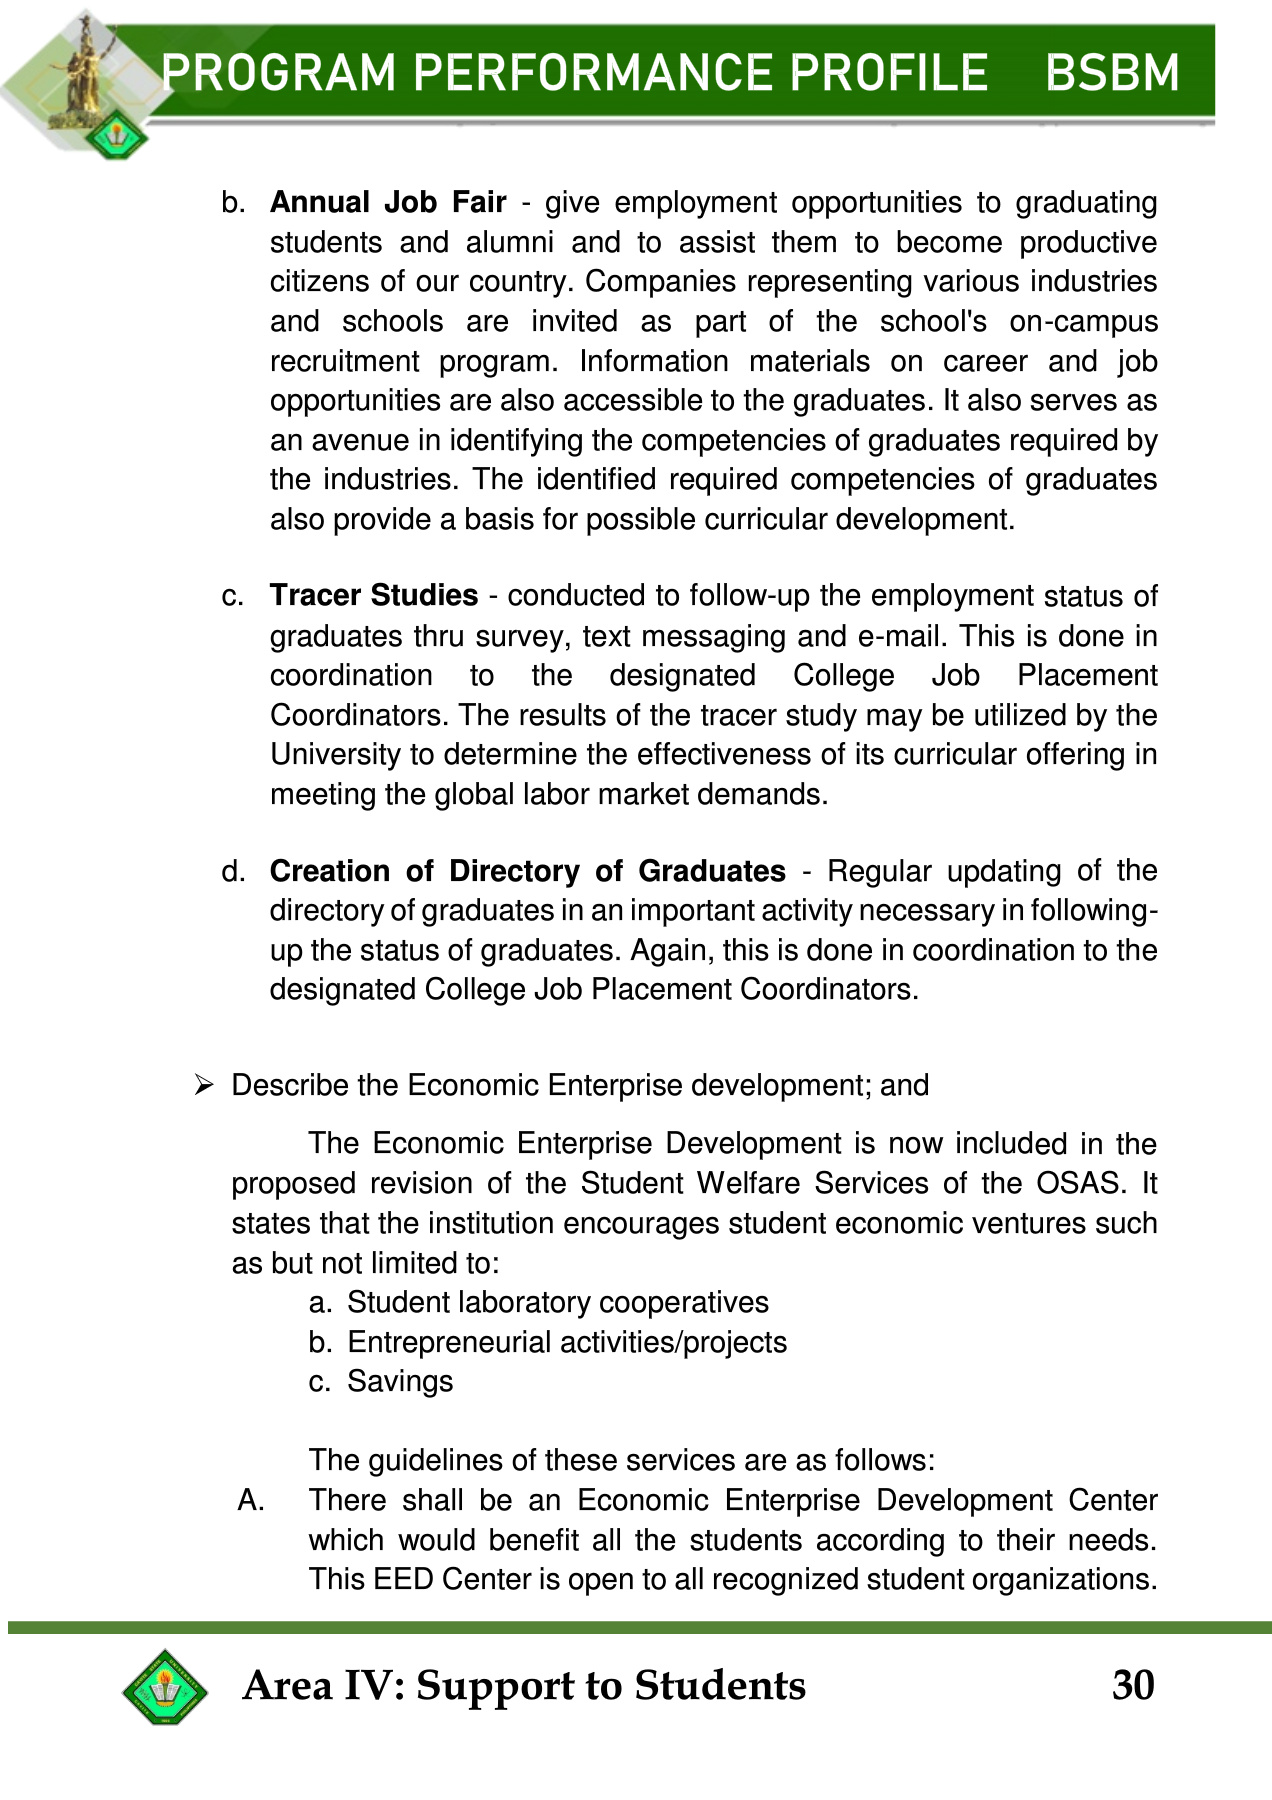 PROGRAM PERFORMANCE PROFILE BSBM
b. Annual Job Fair - give employment opportunities to graduating
students and alumni and to assist them to become productive
citizens of our country. Companies representing various industries
and schools are invited as part of the school's on-campus
recruitment program. Information materials on career and job
opportunities are also accessible to the graduates. It also serves as
an avenue in identifying the competencies of graduates required by
the industries. The identified required competencies of graduates
also provide a basis for possible curricular development.
c. Tracer Studies - conducted to follow-up the employment status of
graduates thru survey, text messaging and e-mail. This is done in
coordination to the designated College Job Placement
Coordinators. The results of the tracer study may be utilized by the
University to determine the effectiveness of its curricular offering in
meeting the global labor market demands.
d. Creation of Directory of Graduates - Regular updating of the
directory of graduates in an important activity necessary in following-
up the status of graduates. Again, this is done in coordination to the
designated College Job Placement Coordinators.
➢ Describe the Economic Enterprise development; and
The Economic Enterprise Development is now included in the
proposed revision of the Student Welfare Services of the OSAS. It
states that the institution encourages student economic ventures such
as but not limited to:
a. Student laboratory cooperatives
b. Entrepreneurial activities/projects
c. Savings
The guidelines of these services are as follows:
A. There shall be an Economic Enterprise Development Center
which would benefit all the students according to their needs.
This EED Center is open to all recognized student organizations.
Area IV: Support to Students 30